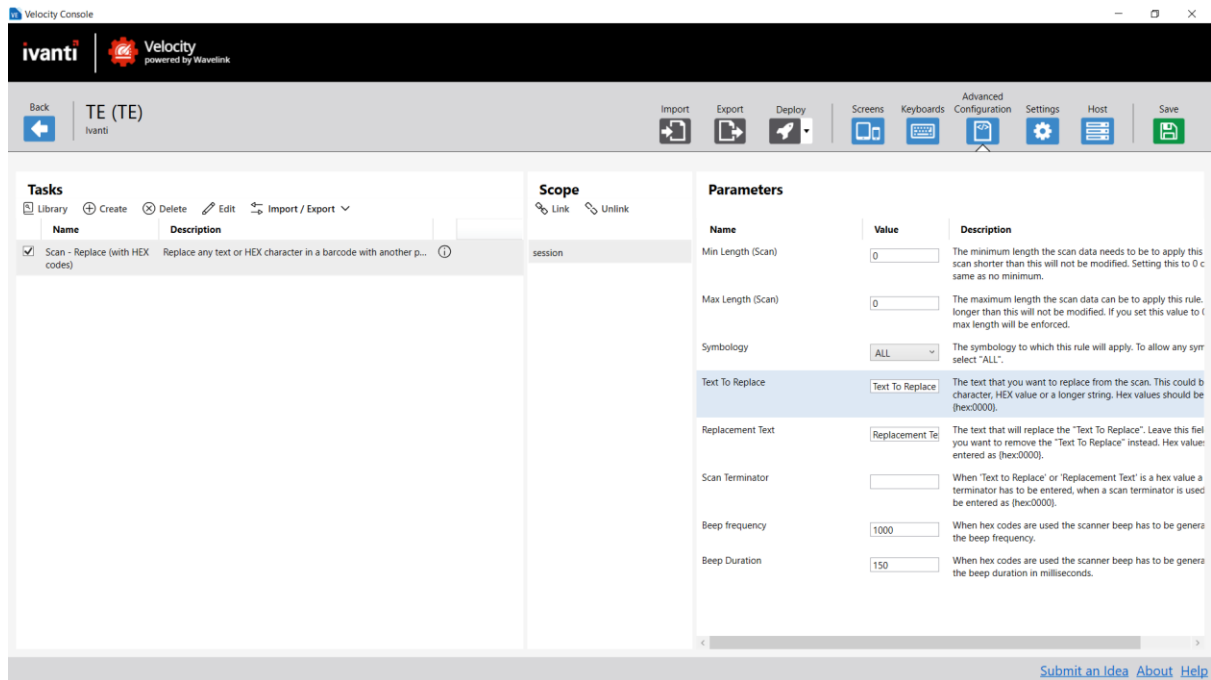 Velocity Console
ivanti
Velocity
powered by Wavelink
Back
TE (TE)
Ivanti
Import
Export
Deploy
Screens
Keyboards
Advanced
Configuration
Settings
Host
Save
Tasks
Library Create Delete Edit Import / Export
Name Description
Scan - Replace (with HEX Replace any text or HEX character in a barcode with another p...
codes)
Scope
Link Unlink
session
Parameters
Name Value Description
Min Length (Scan) 0 The minimum length the scan data needs to be to apply this
scan shorter than this will not be modified. Setting this to 0 c
same as no minimum.
Max Length (Scan) 0 The maximum length the scan data can be to apply this rule.
longer than this will not be modified. If you set this value to (
max length will be enforced.
Symbology ALL The symbology to which this rule will apply. To allow any sym
select "ALL".
Text To Replace Text To Replace The text that you want to replace from the scan. This could b
character, HEX value or a longer string. Hex values should be
{hex:0000}.
Replacement Text Replacement Te The text that will replace the "Text To Replace". Leave this fiel
you want to remove the "Text To Replace" instead. Hex values
entered as {hex:0000}.
Scan Terminator When 'Text to Replace' or 'Replacement Text' is a hex value a
terminator has to be entered, when a scan terminator is used
be entered as {hex:0000}.
Beep frequency 1000 When hex codes are used the scanner beep has to be genera
the beep frequency.
Beep Duration 150 When hex codes are used the scanner beep has to be genera
the beep duration in milliseconds.
Submit an Idea About Help